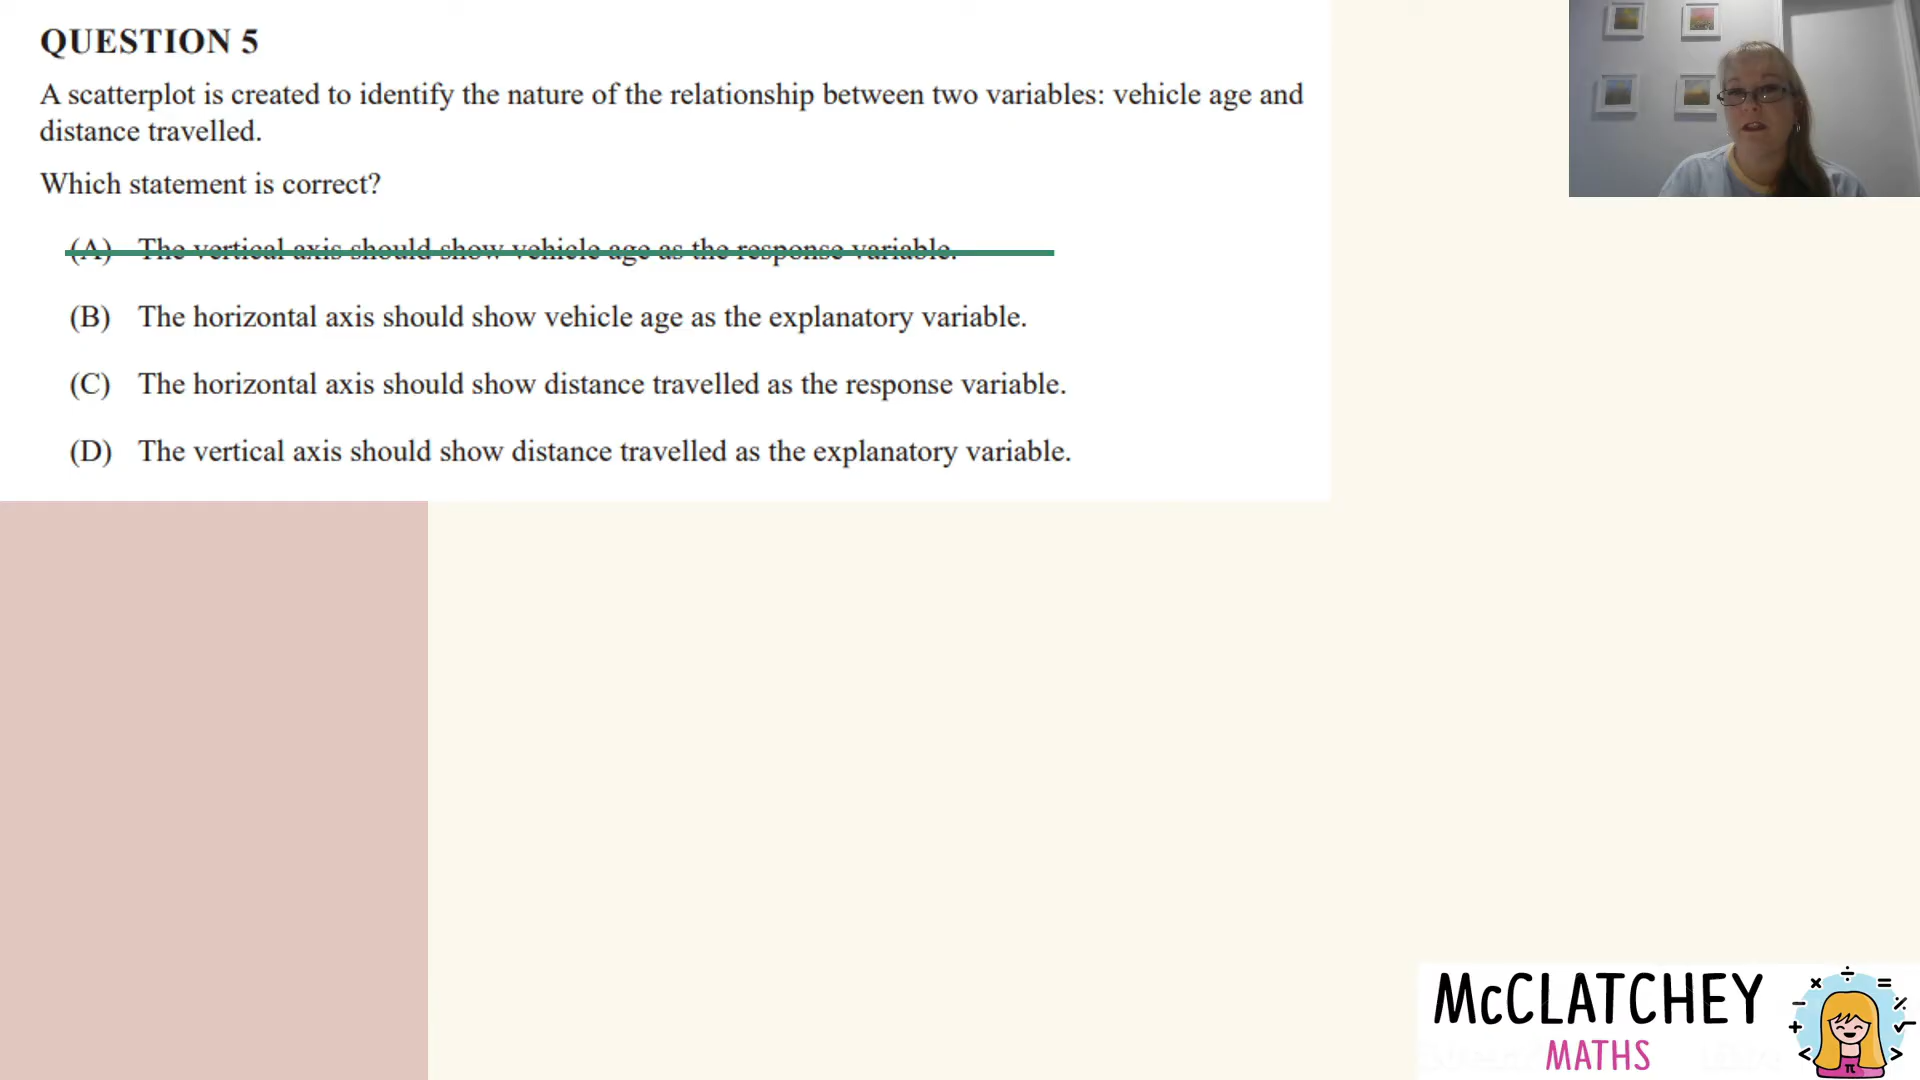 QUESTION 5
A scatterplot is created to identify the nature of the relationship between two variables: vehicle age and
distance travelled.
Which statement is correct?
(A) The vertical axis should show vehicle age as the response variable.
(B) The horizontal axis should show vehicle age as the explanatory variable.
(C) The horizontal axis should show distance travelled as the response variable.
(D) The vertical axis should show distance travelled as the explanatory variable.
McCLATCHEY
MATHS